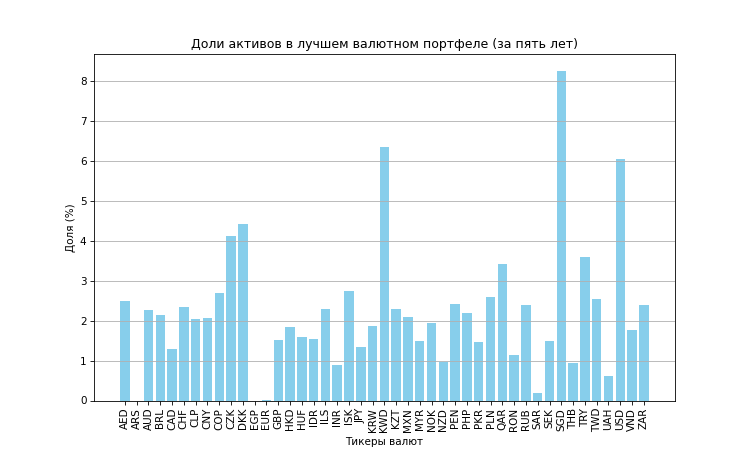 Доли активов в лучшем валютном портфеле (за пять лет)
Доля (%)
8
7
6
5
4
3
2
1
0
AED
ARS
AUD
BRL
CAD
CHF
CLP
CNY
COP
CZK
DKK
EGP
EUR
GBP
HKD
HUF
IDR
ILS
INR
ISK
JPY
KRW
KWD
KZT
MXN
MYR
NOK
NZD
PEN
PHP
PKR
PLN
QAR
RON
RUB
SAR
SEK
SGD
THB
TRY
TWD
UAH
USD
VND
ZAR
Тикеры валют